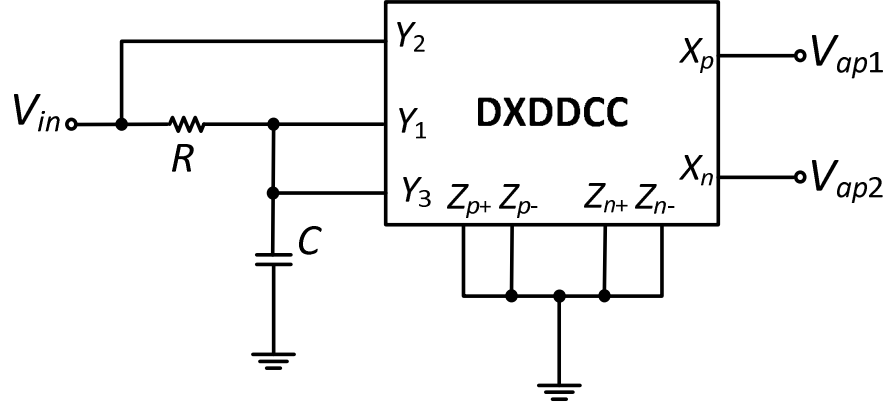 Y2
Xp
Vap1
DXDDCC
Vin
Y1
R
Xn
Vap2
Y3
Zp+ Zp- Zn+ Zn-
C